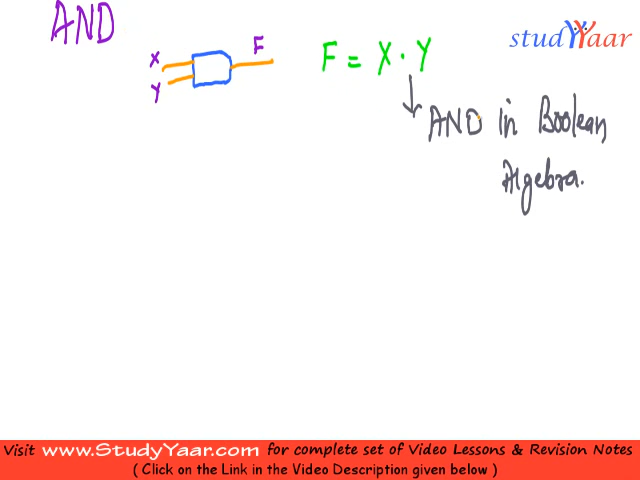 AND
studYYaar
X
Y
F
F = X . Y
AND in Boolean
Algebra.
Visit www.StudyYaar.com for complete set of Video Lessons & Revision Notes
( Click on the Link in the Video Description given below )